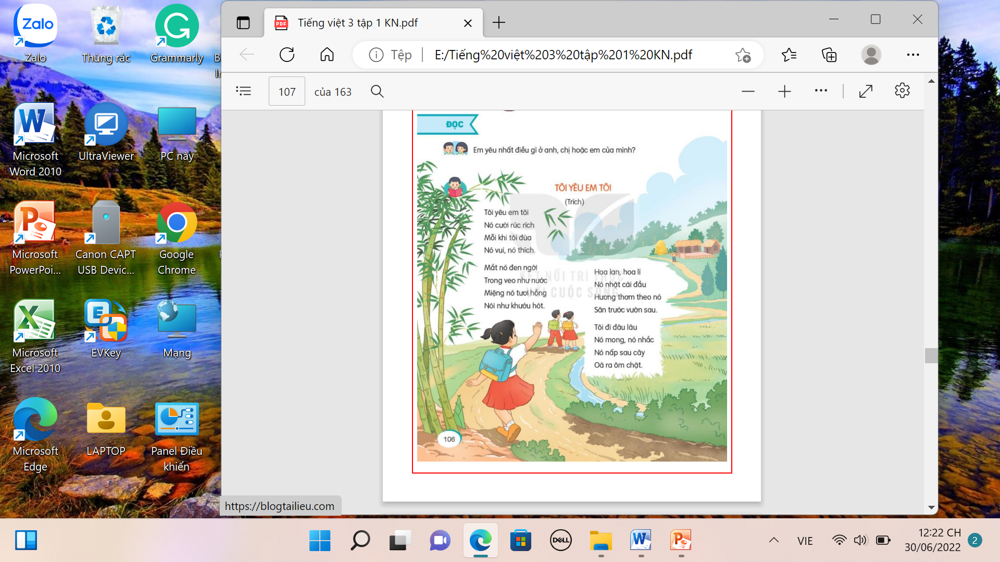 Zalo
Thùng rác
Grammarly
Microsoft
Word 2010
UltraViewer
PC này
Microsoft
PowerPoi...
Canon CAPT
USB Devic...
Google
Chrome
Microsoft
Excel 2010
EVKey
Mạng
Microsoft
Edge
LAPTOP
Panel Điều
khiển
Tiếng việt 3 tập 1 KN.pdf
Tệp
E:/Tiếng%20việt%203%20tập%201%20KN.pdf
107 của 163
ĐỌC
Em yêu nhất điều gì ở anh, chị hoặc em của mình?
TÔI YÊU EM TÔI
(Trích)
Tôi yêu em tôi
Nó cười rúc rích
Mỗi khi tôi đùa
Nó vui, nó thích.
Mắt nó đen ngời
Trong veo như nước
Miệng nó tươi hồng
Nói như khướu hót.
Hoa lan, hoa lí
Nó nhặt cài đầu
Hương thơm theo nó
Sân trước vườn sau.
Tôi đi đâu lâu
Nó mong, nó nhắc
Nó nấp sau cây
Oà ra ôm chặt.
KẾT NỐI TRI THỨC
VỚI CUỘC SỐNG
106
https://blogtailieu.com
DELL
VIE
12:22 CH
30/06/2022
2